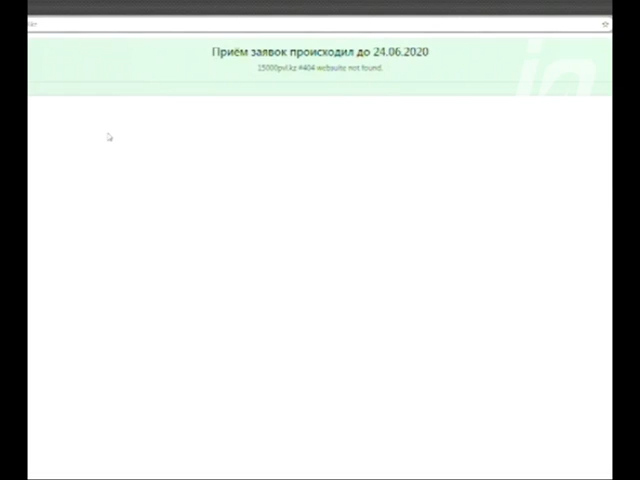 Приём заявок происходил до 24.06.2020
15000pvl.kz #404 website not found.